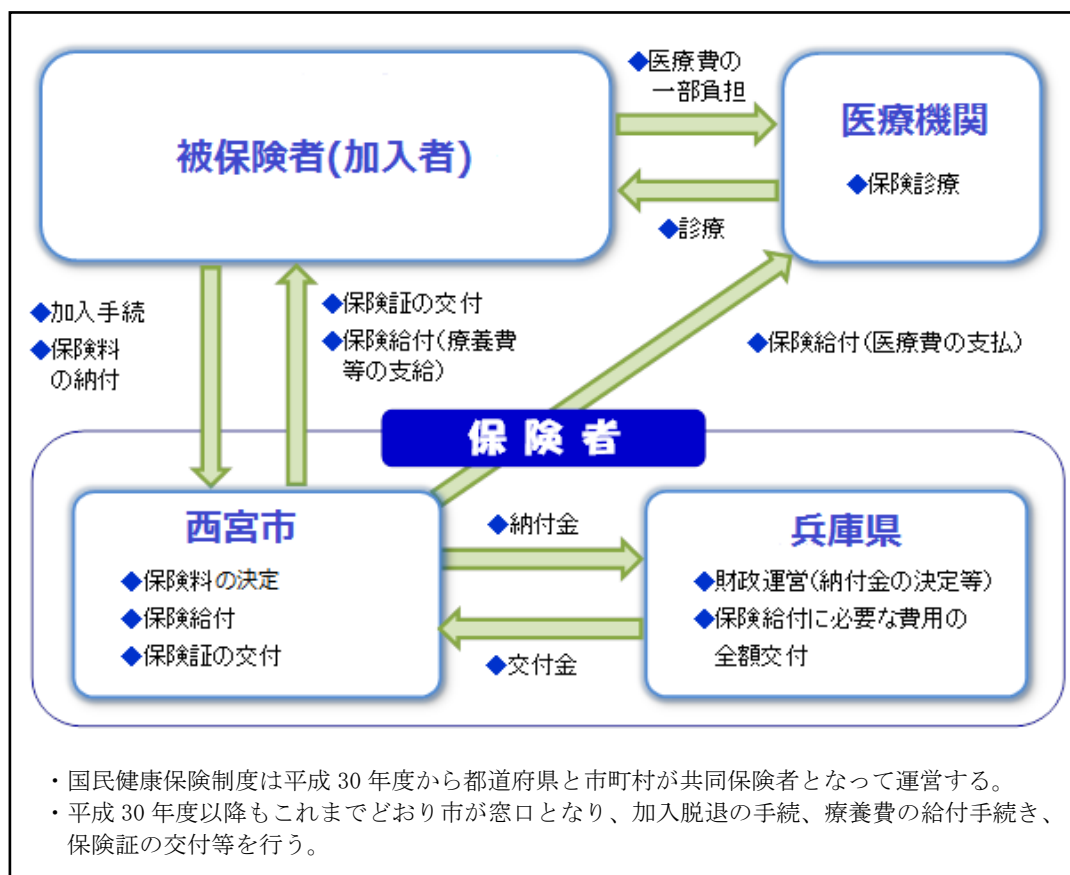 ◆医療費の
一部負担
被保険者(加入者)
医療機関
◆保険診療
◆診療
◆加入手続
◆保険料
の納付
◆保険証の交付
◆保険給付(療養費
等の支給)
◆保険給付(医療費の支払)
保険者
西宮市
◆保険料の決定
◆保険給付
◆保険証の交付
◆納付金
◆交付金
兵庫県
◆財政運営(納付金の決定等)
◆保険給付に必要な費用の
全額交付
・国民健康保険制度は平成 30 年度から都道府県と市町村が共同保険者となって運営する。
・平成 30 年度以降もこれまでどおり市が窓口となり、加入脱退の手続、療養費の給付手続き、
保険証の交付等を行う。